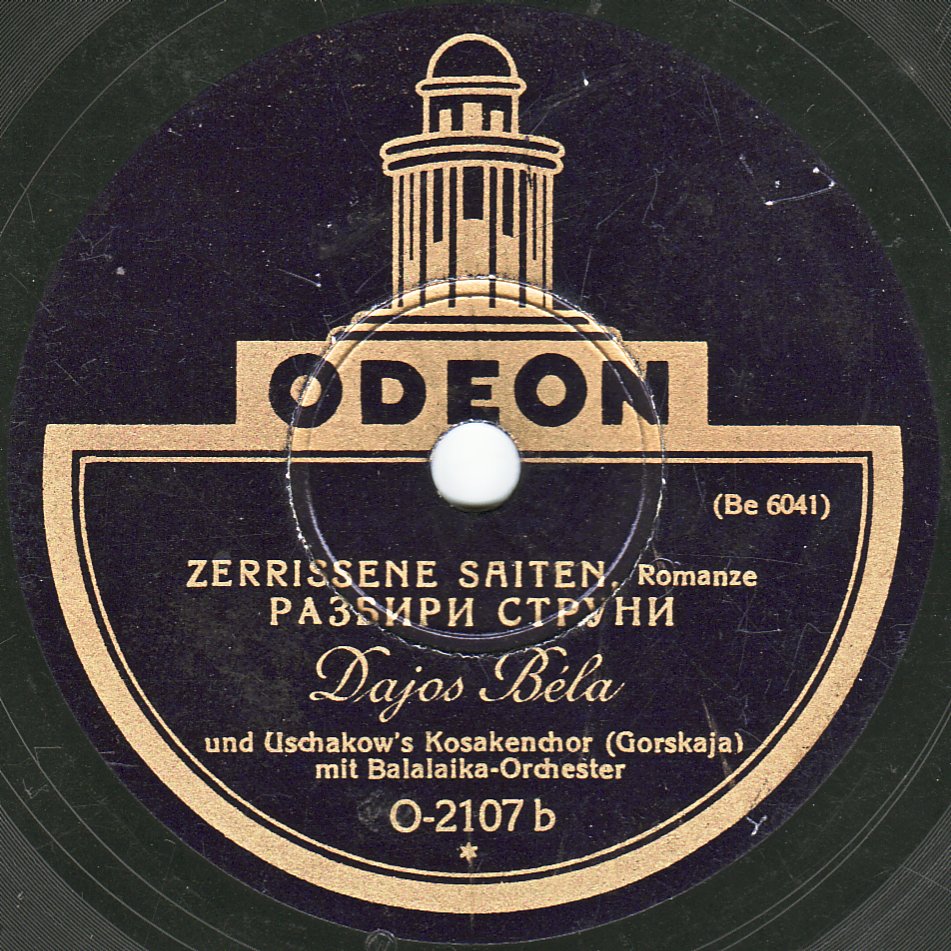 ODEON
(Be 6041)
ZERRISSENE SAITEN. Romanze
РАЗБИРИ СТРУНИ
Dajos Béla
und Uschakow's Kosakenchor (Gorskaja)
mit Balalaika-Orchester
O-2107 b
*